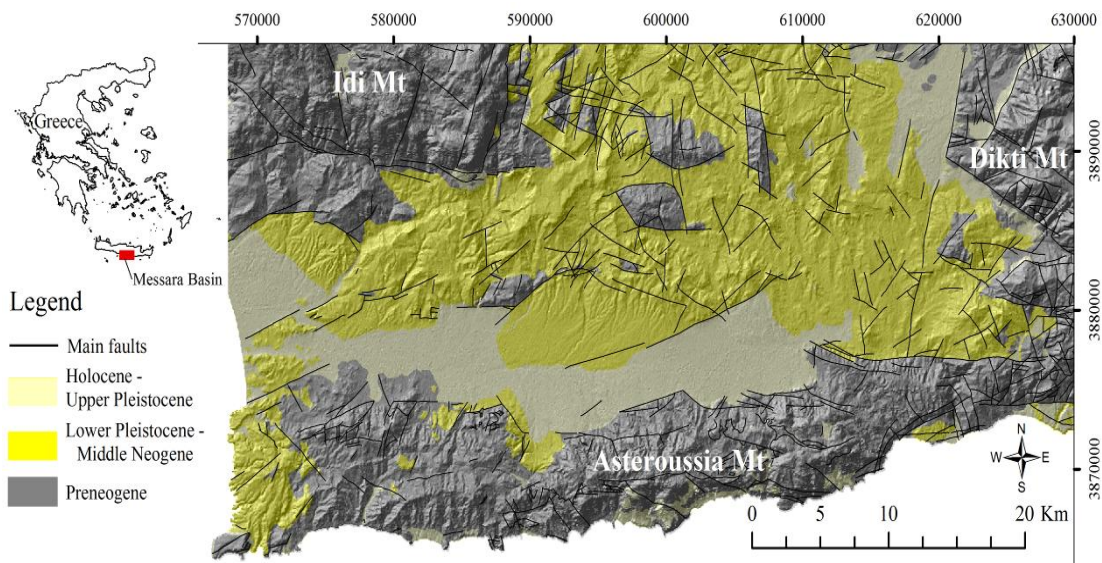 570000 580000 590000 600000 610000 620000 630000
Idi Mt
Greece
Dikti Mt
3890000
Messara Basin
Legend
3880000
Main faults
Holocene -
Upper Pleistocene
Lower Pleistocene -
Middle Neogene
Preneogene
Asteroussia Mt
N
W E
S
3870000
0 5 10 20 Km